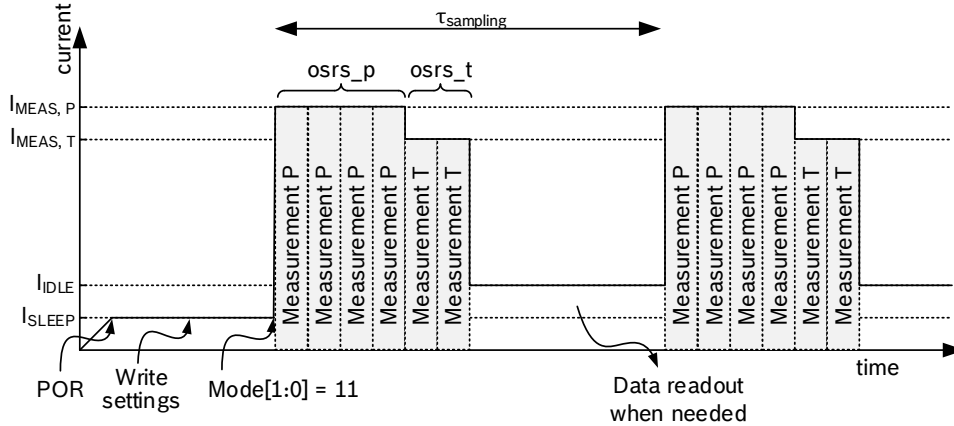 τsampling
current
osrs_p
osrs_t
IMEAS, P
IMEAS, T
IIDLE
ISLEEP
Measurement P
Measurement P
Measurement P
Measurement P
Measurement T
Measurement T
Measurement P
Measurement P
Measurement P
Measurement P
Measurement T
Measurement T
time
POR
Write
settings
Mode[1:0] = 11
Data readout
when needed